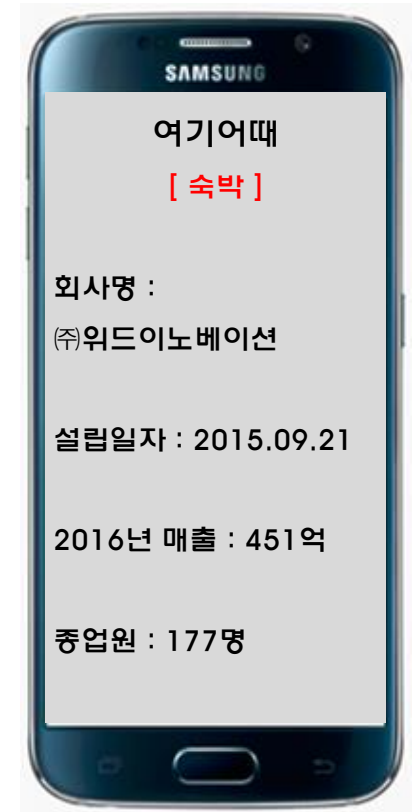 SAMSUNG
여기어때
[ 숙박 ]
회사명 :
㈜위드이노베이션
설립일자 : 2015.09.21
2016년 매출 : 451억
종업원 : 177명